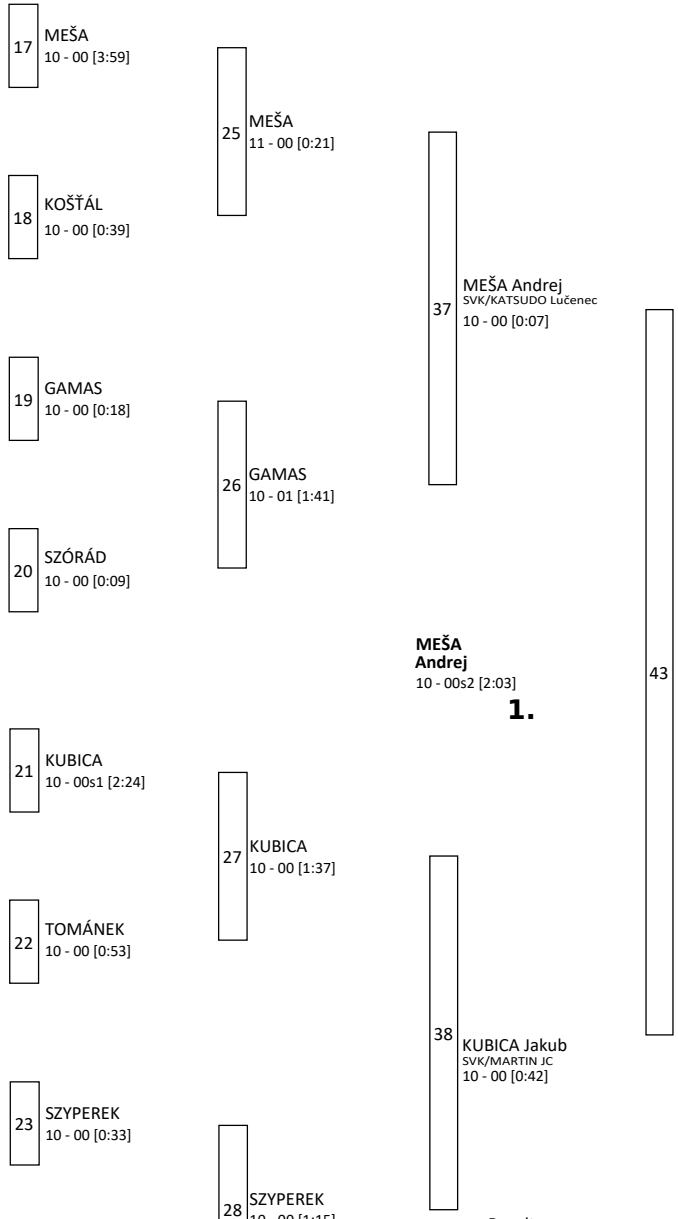 17
MEŠA
10 - 00 [3:59]
25
MEŠA
11 - 00 [0:21]
18
KOŠŤÁL
10 - 00 [0:39]
37
MEŠA Andrej
SVK/KATSUDO Lučenec
10 - 00 [0:07]
19
GAMAS
10 - 00 [0:18]
26
GAMAS
10 - 01 [1:41]
20
SZÓRÁD
10 - 00 [0:09]
MEŠA
Andrej
10 - 00s2 [2:03]
1.
43
21
KUBICA
10 - 00s1 [2:24]
27
KUBICA
10 - 00 [1:37]
22
TOMÁNEK
10 - 00 [0:53]
38
KUBICA Jakub
SVK/MARTIN JC
10 - 00 [0:42]
23
SZYPEREK
10 - 00 [0:33]
28
SZYPEREK
10 - 00 [1:15]